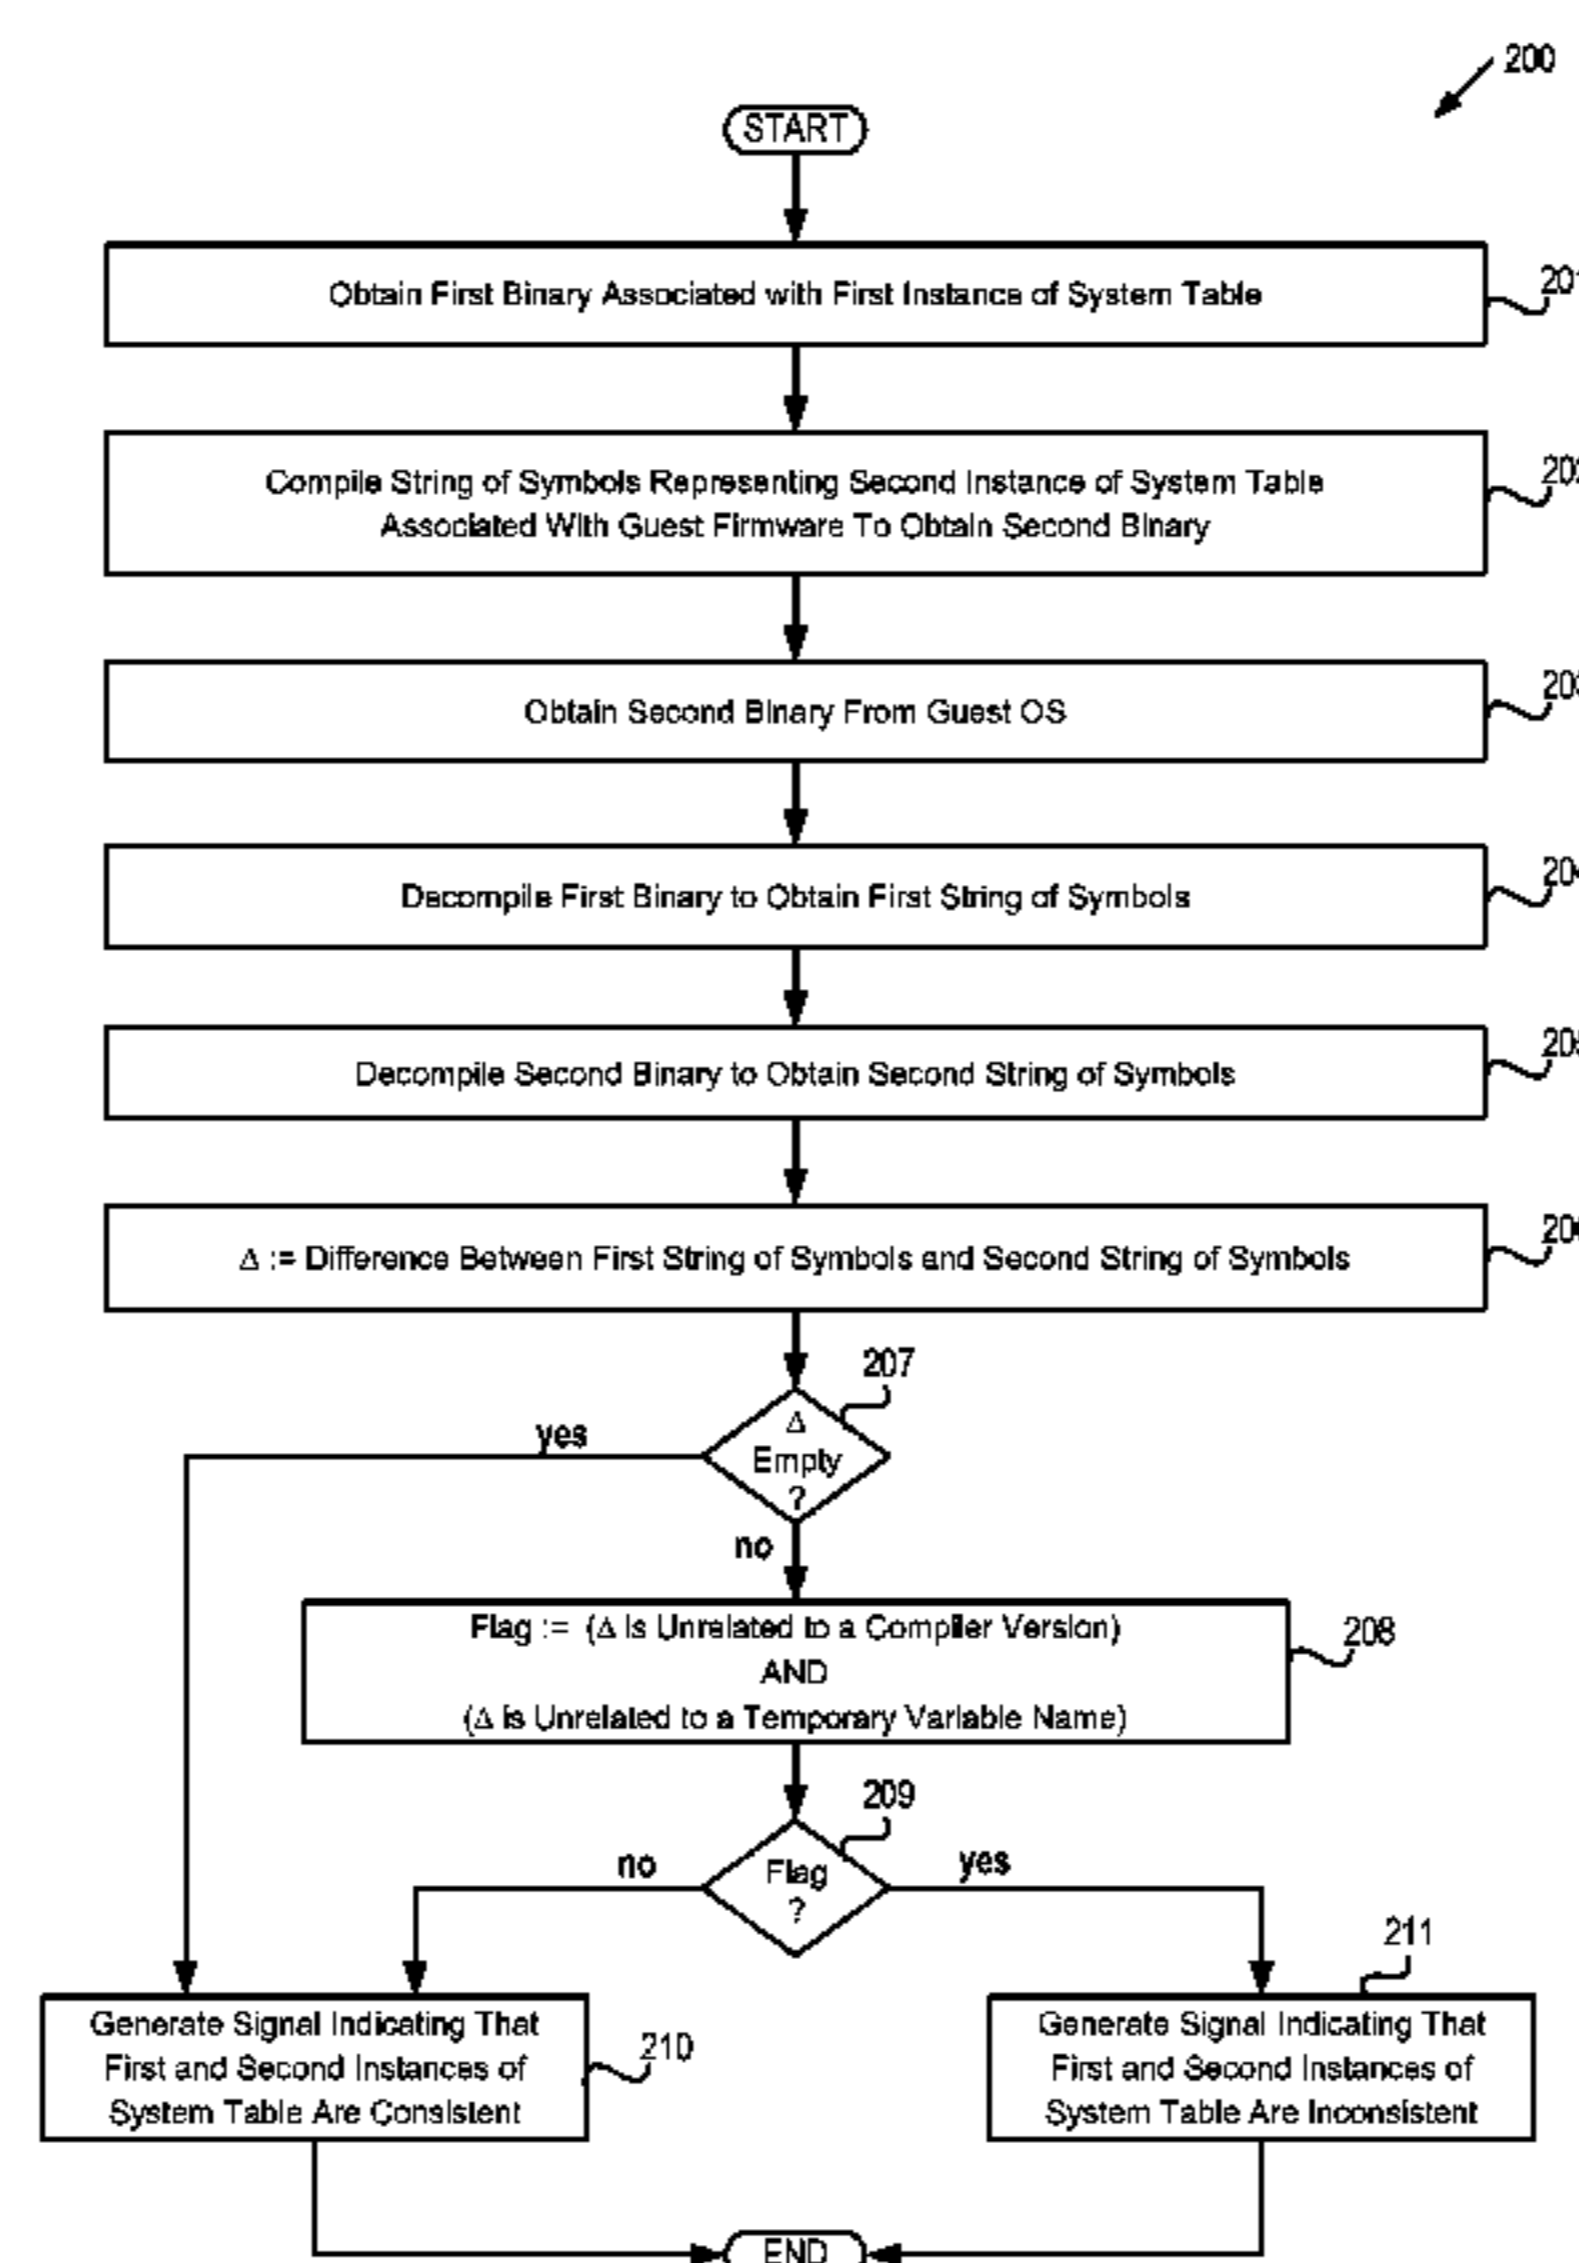 200
START
Obtain First Binary Associated with First Instance of System Table
201
Compile String of Symbols Representing Second Instance of System Table
Associated With Guest Firmware To Obtain Second Binary
202
Obtain Second Binary From Guest OS
203
Decompile First Binary to Obtain First String of Symbols
204
Decompile Second Binary to Obtain Second String of Symbols
205
Δ := Difference Between First String of Symbols and Second String of Symbols
206
207
Δ
Empty
?
yes
no
Flag := (Δ is Unrelated to a Compiler Version)
AND
(Δ is Unrelated to a Temporary Variable Name)
208
209
Flag
?
no
yes
211
Generate Signal Indicating That
First and Second Instances of
System Table Are Consistent
210
Generate Signal Indicating That
First and Second Instances of
System Table Are Inconsistent
END